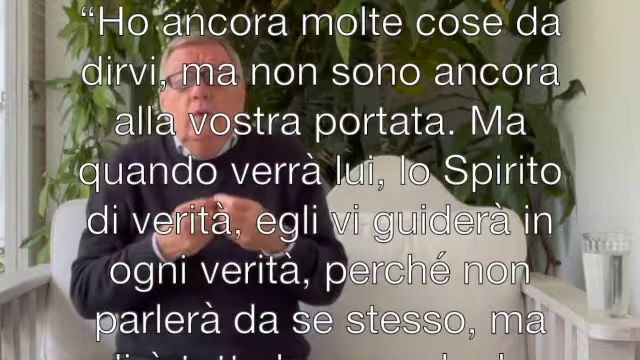 “Ho ancora molte cose da
dirvi, ma non sono ancora
alla vostra portata. Ma
quando verrà lui, lo Spirito
di verità, egli vi guiderà in
ogni verità, perché non
parlerà da se stesso, ma